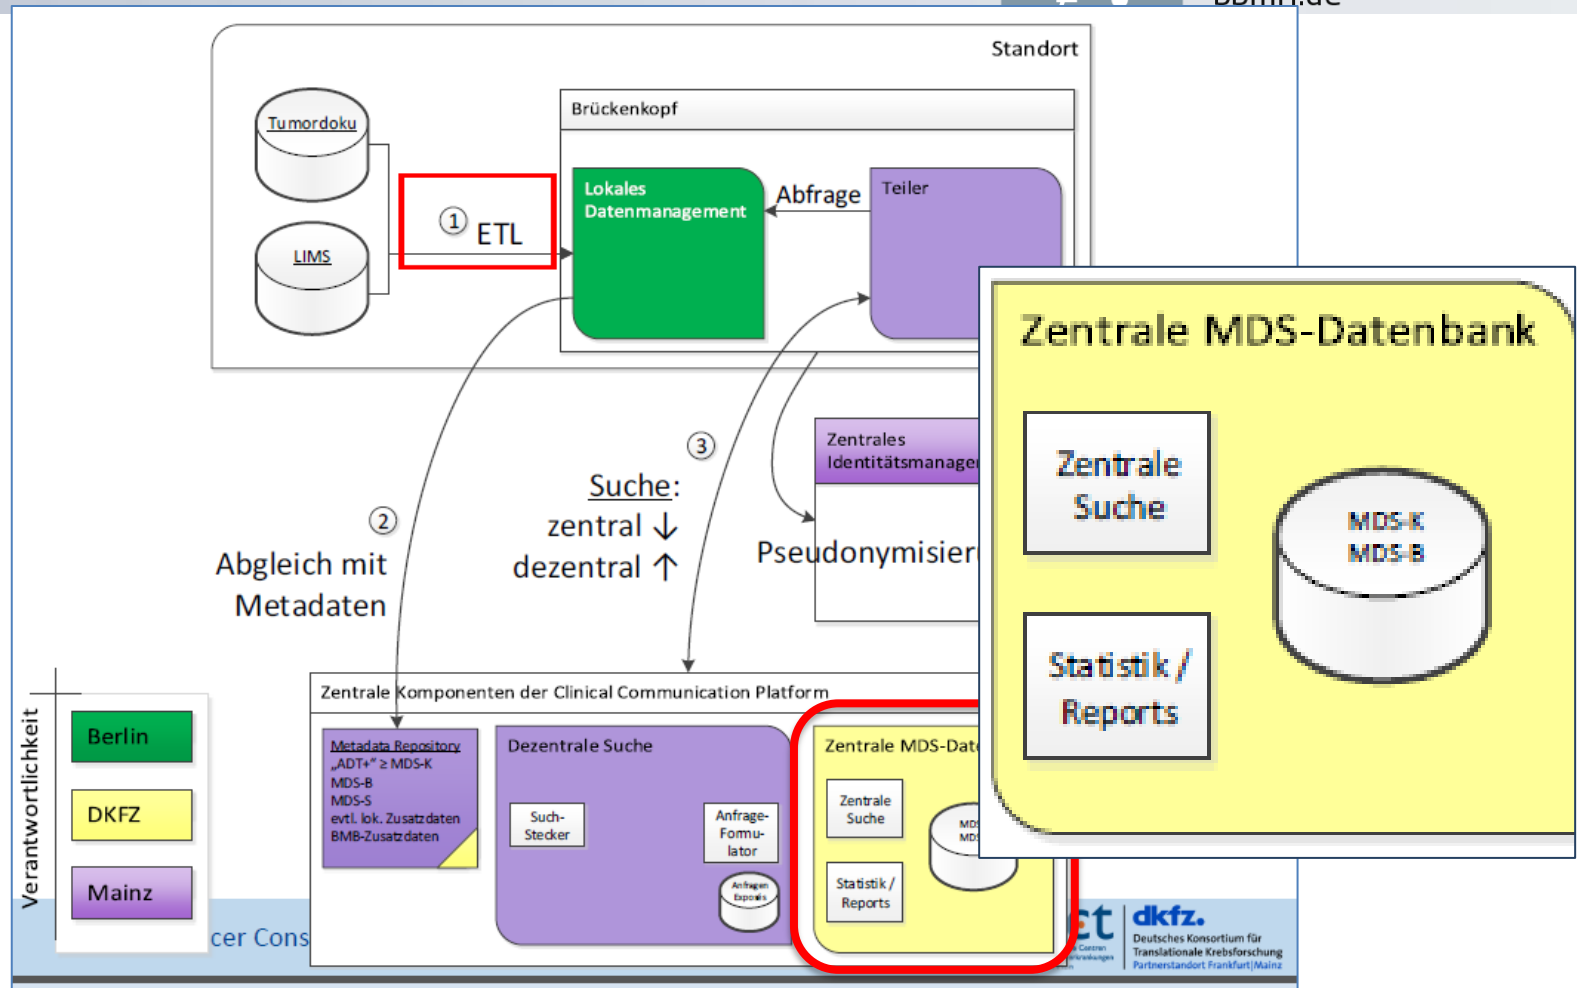 Standort
Brückenkopf
Tumordoku
LIMS
① ETL
Lokales
Datenmanagement
Abfrage
Teiler
Zentrales
②
Abgleich mit
Metadaten
③
Suche:
zentral ↓
dezentral ↑
Zentrale MDS-Datenbank
Zentrale
Suche
MDS-K
MDS-B
Statistik /
Reports
Zentrale Komponenten der Clinical Communication Platform
Metadata Repository
„ADT+“ ≥ MDS-K
MDS-B
MDS-S
evtl. lok. Zusatzdaten
BMB-Zusatzdaten
Dezentrale Suche
Such-
Stecker
Anfrage-
Formu-
lator
Anfragen
Exposés
Zentrale MDS-Dat
Zentrale
Suche
Statistik /
Reports
Verantwortlichkeit
Berlin
DKFZ
Mainz
cer Cons
dkfz.
Deutsches Konsortium für
Translationale Krebsforschung
Partnerstandort Frankfurt|Mainz